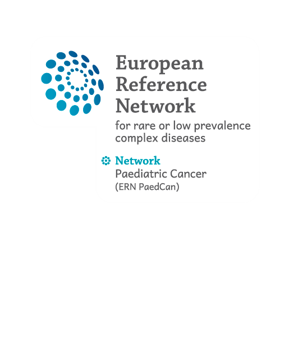 European
Reference
Network
for rare or low prevalence
complex diseases
Network
Paediatric Cancer
(ERN PaedCan)